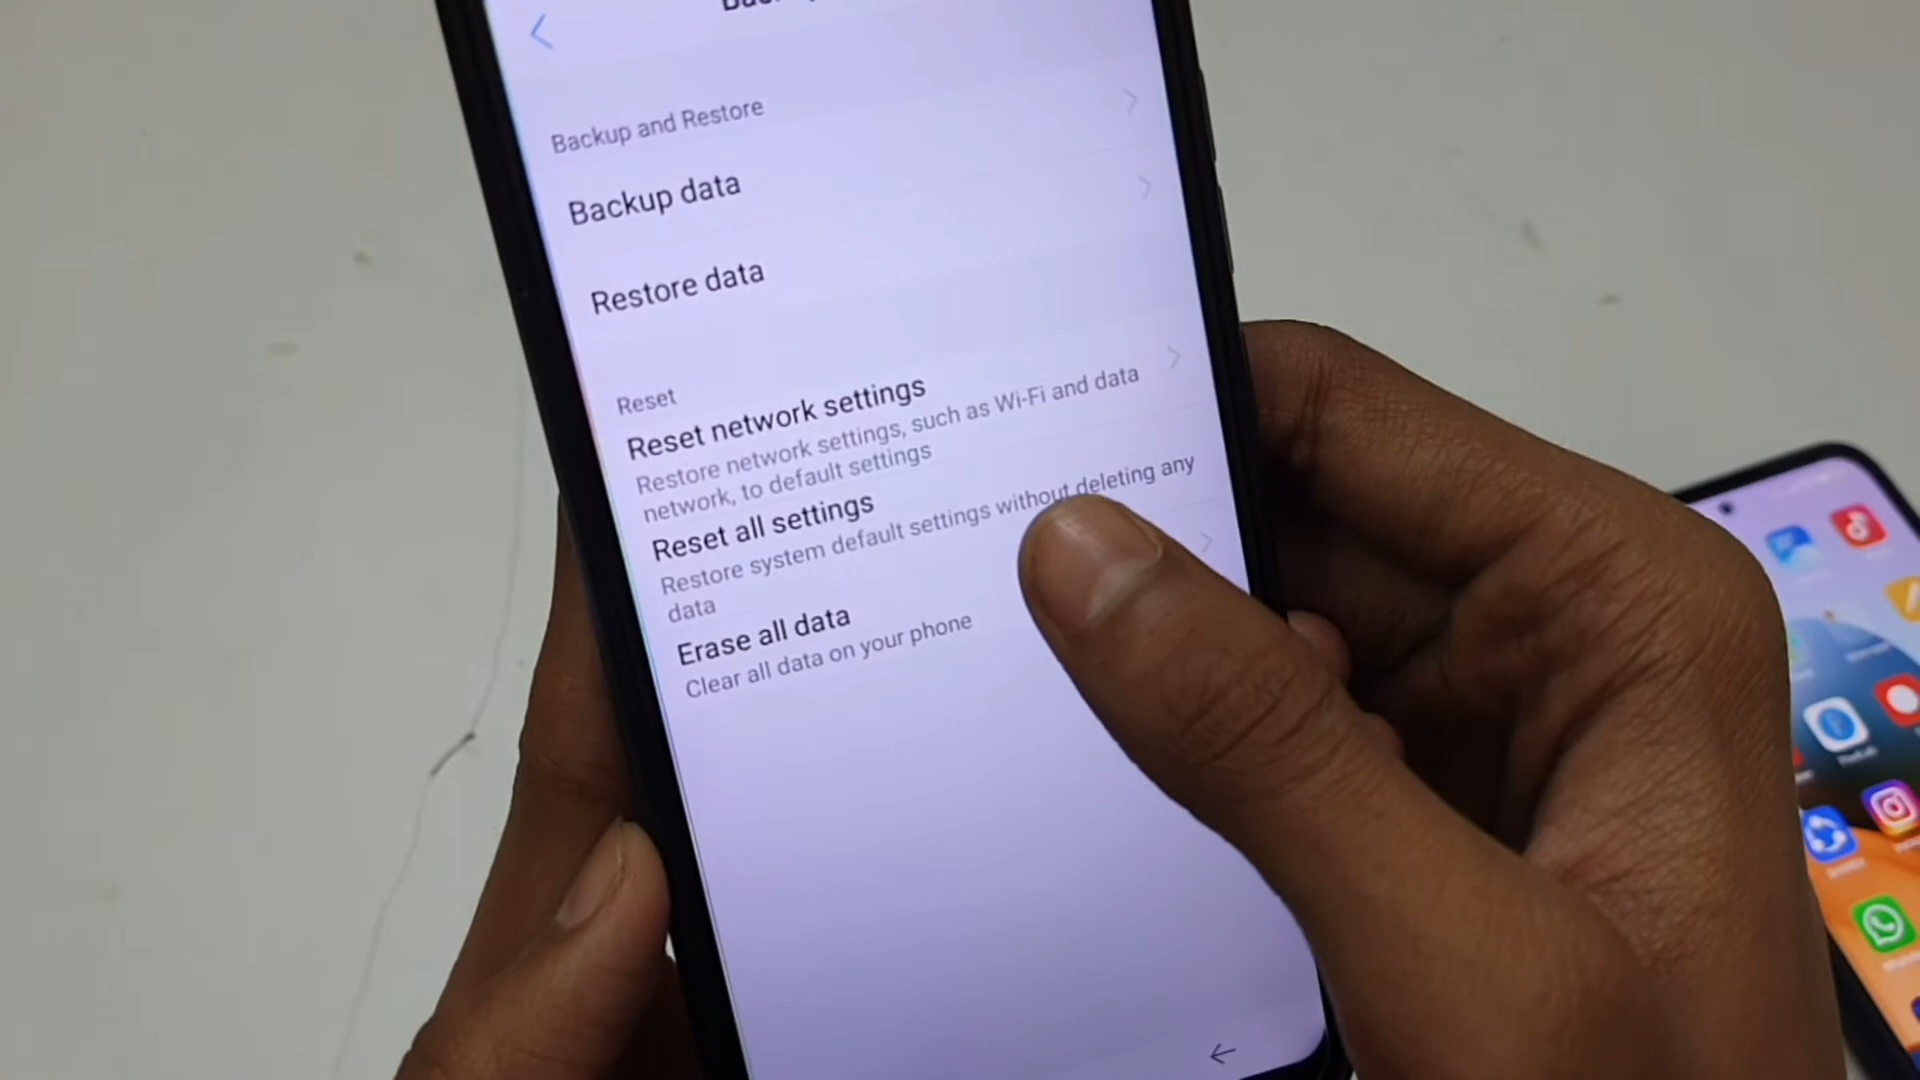 Backup and Restore
Backup data
Restore data
Reset
Reset network settings
Restore network settings, such as Wi-Fi and data
network, to default settings
Reset all settings
Restore system default settings without deleting any
data
Erase all data
Clear all data on your phone